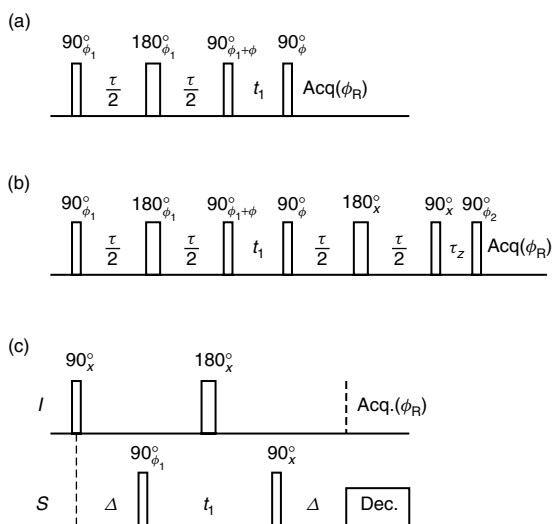 (a)
90°ϕ₁ 180°ϕ₁ 90°ϕ₁+ϕ 90°ϕ
τ/2 τ/2 t₁ Acq(ϕR)
(b)
90°ϕ₁ 180°ϕ₁ 90°ϕ₁+ϕ 90°ϕ 180°x 90°x 90°ϕ₂
τ/2 τ/2 t₁ τ/2 τ/2 τz Acq(ϕR)
(c)
90°x 180°x
I Acq.(ϕR)
90°ϕ₁ 90°x
S Δ t₁ Δ Dec.